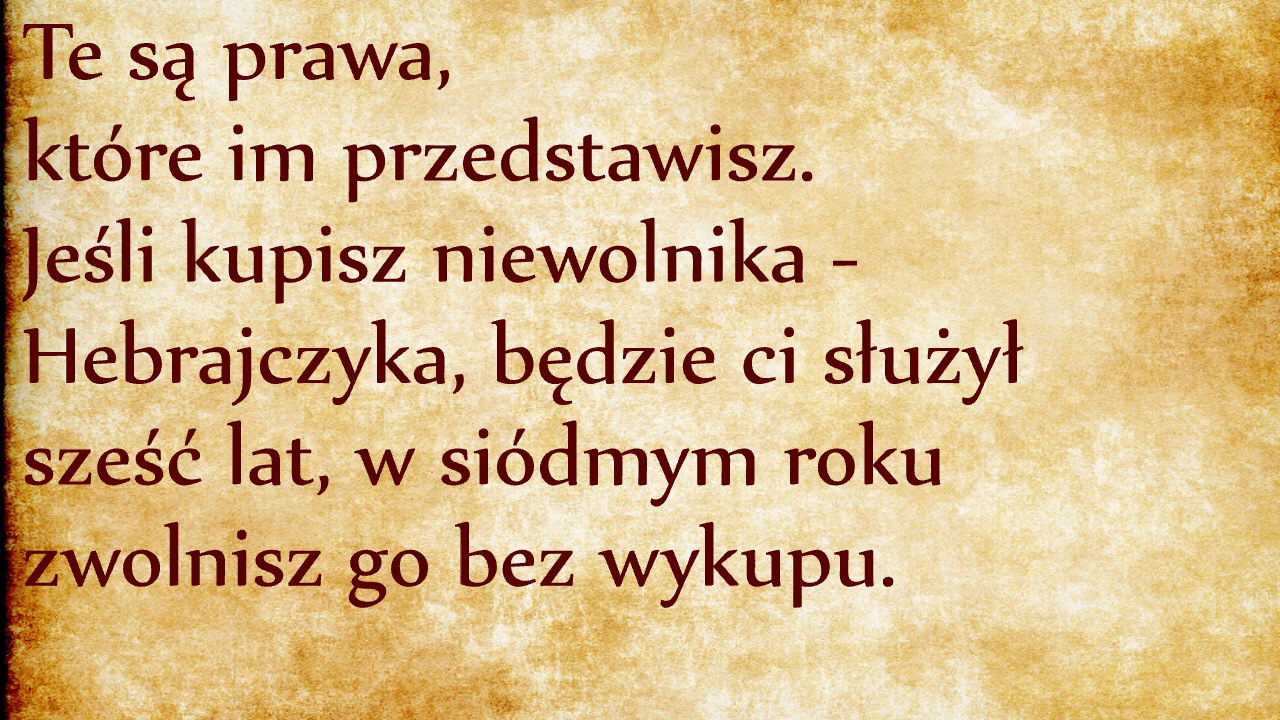 Te są prawa,
które im przedstawisz.
Jeśli kupisz niewolnika -
Hebrajczyka, będzie ci służył
sześć lat, w siódmym roku
zwolnisz go bez wykupu.